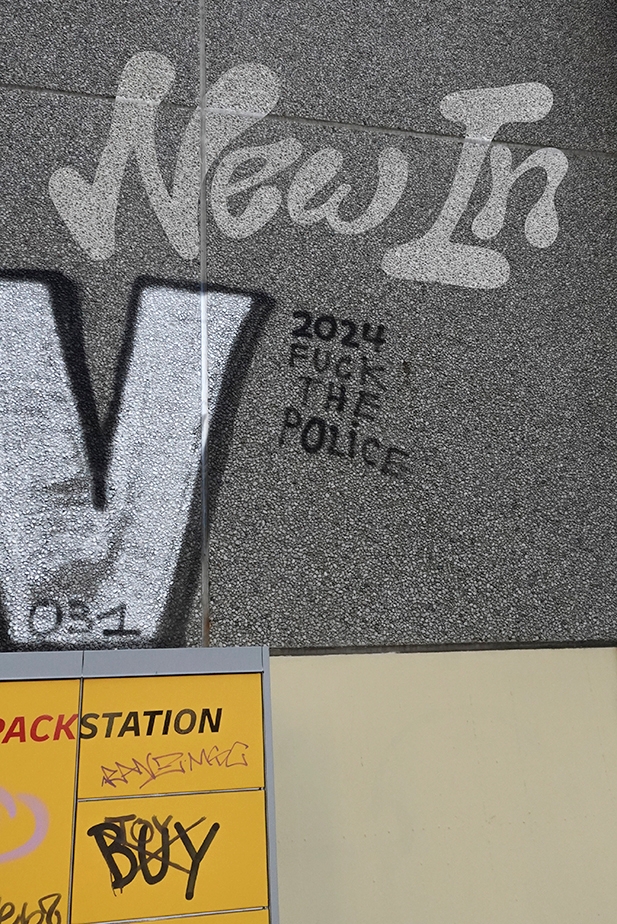 New In
2024
FUCK
THE
POLiCE
031
PACKSTATION
BUY